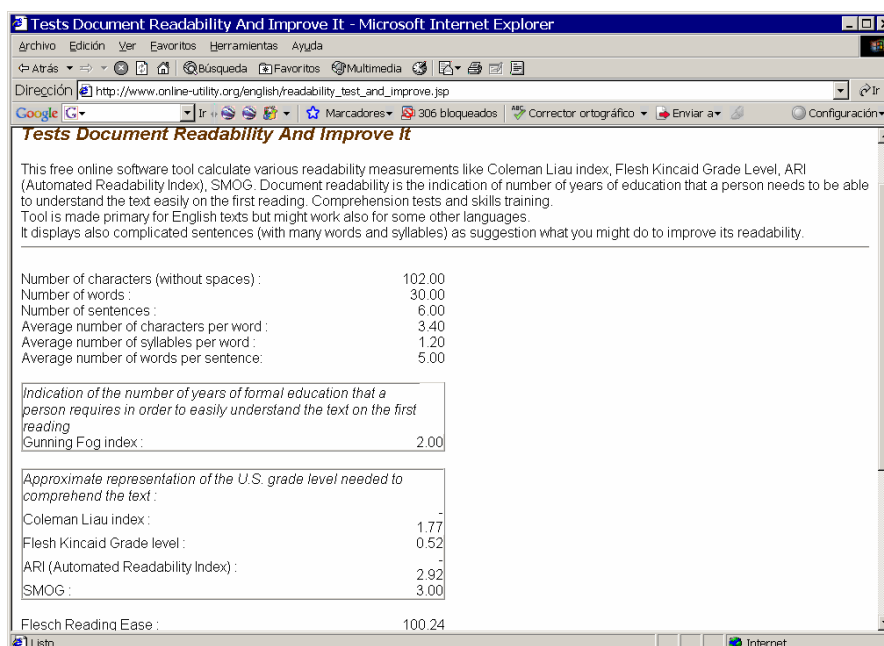 Tests Document Readability And Improve It - Microsoft Internet Explorer
Archivo Edición Ver Favoritos Herramientas Ayuda
Atrás Búsqueda Favoritos Multimedia
Dirección http://www.online-utility.org/english/readability_test_and_improve.jsp Ir
Google G Ir Marcadores 306 bloqueados Corrector ortográfico Enviar a Configuración
Tests Document Readability And Improve It
This free online software tool calculate various readability measurements like Coleman Liau index, Flesh Kincaid Grade Level, ARI
(Automated Readability Index), SMOG. Document readability is the indication of number of years of education that a person needs to be able
to understand the text easily on the first reading. Comprehension tests and skills training.
Tool is made primary for English texts but might work also for some other languages.
It displays also complicated sentences (with many words and syllables) as suggestion what you might do to improve its readability.
Number of characters (without spaces) : 102.00
Number of words : 30.00
Number of sentences : 6.00
Average number of characters per word : 3.40
Average number of syllables per word : 1.20
Average number of words per sentence: 5.00
Indication of the number of years of formal education that a
person requires in order to easily understand the text on the first
reading
Gunning Fog index : 2.00
Approximate representation of the U.S. grade level needed to
comprehend the text :
Coleman Liau index : -
1.77
Flesh Kincaid Grade level : 0.52
ARI (Automated Readability Index) : -
2.92
SMOG : 3.00
Flesch Reading Ease : 100.24
Listo Internet